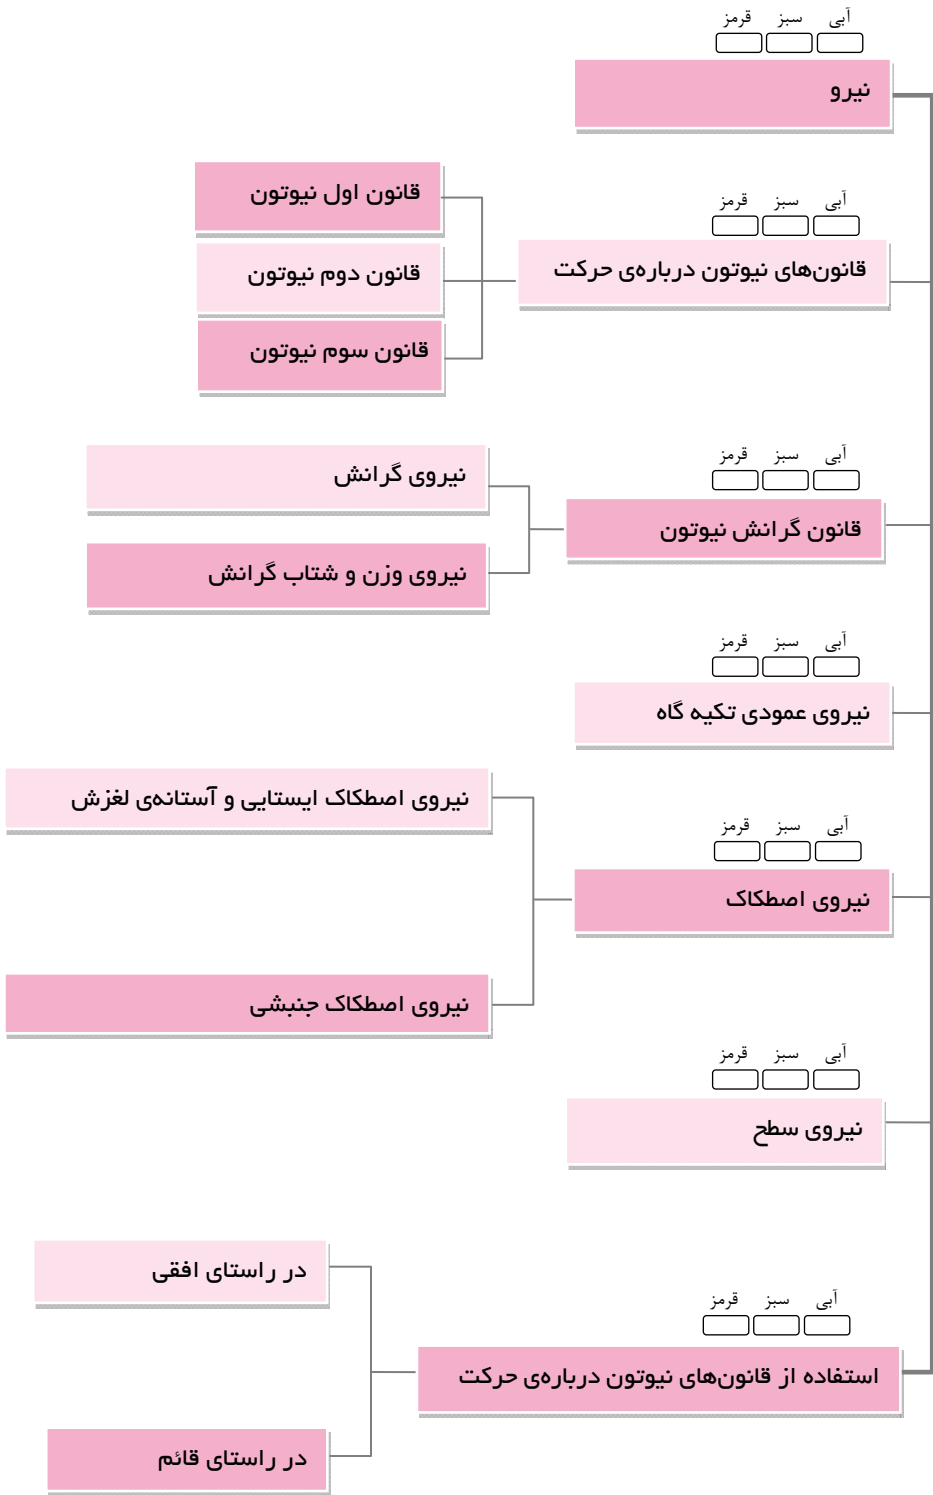 آبی سبز قرمز
نیرو
آبی سبز قرمز
قانون‌های نیوتون درباره‌ی حرکت
قانون اول نیوتون
قانون دوم نیوتون
قانون سوم نیوتون
آبی سبز قرمز
قانون گرانش نیوتون
نیروی گرانش
نیروی وزن و شتاب گرانش
آبی سبز قرمز
نیروی عمودی تکیه گاه
آبی سبز قرمز
نیروی اصطکاک
نیروی اصطکاک ایستایی و آستانه‌ی لغزش
نیروی اصطکاک جنبشی
آبی سبز قرمز
نیروی سطح
آبی سبز قرمز
استفاده از قانون‌های نیوتون درباره‌ی حرکت
در راستای افقی
در راستای قائم